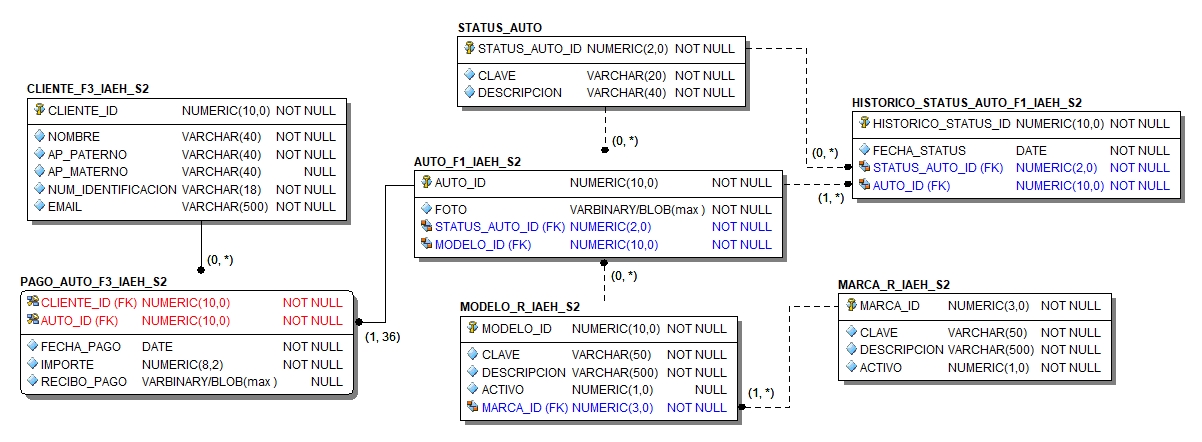 STATUS_AUTO
STATUS_AUTO_ID NUMERIC(2,0) NOT NULL
CLAVE VARCHAR(20) NOT NULL
DESCRIPCION VARCHAR(40) NOT NULL
(0, *)
(0, *)
CLIENTE_F3_IAEH_S2
CLIENTE_ID NUMERIC(10,0) NOT NULL
NOMBRE VARCHAR(40) NOT NULL
AP_PATERNO VARCHAR(40) NOT NULL
AP_MATERNO VARCHAR(40) NULL
NUM_IDENTIFICACION VARCHAR(18) NOT NULL
EMAIL VARCHAR(500) NOT NULL
(0, *)
HISTORICO_STATUS_AUTO_F1_IAEH_S2
HISTORICO_STATUS_ID NUMERIC(10,0) NOT NULL
FECHA_STATUS DATE NOT NULL
STATUS_AUTO_ID (FK) NUMERIC(2,0) NOT NULL
AUTO_ID (FK) NUMERIC(10,0) NOT NULL
(1, *)
AUTO_F1_IAEH_S2
AUTO_ID NUMERIC(10,0) NOT NULL
FOTO VARBINARY/BLOB(max ) NOT NULL
STATUS_AUTO_ID (FK) NUMERIC(2,0) NOT NULL
MODELO_ID (FK) NUMERIC(10,0) NOT NULL
(0, *)
PAGO_AUTO_F3_IAEH_S2
CLIENTE_ID (FK) NUMERIC(10,0) NOT NULL
AUTO_ID (FK) NUMERIC(10,0) NOT NULL
FECHA_PAGO DATE NOT NULL
IMPORTE NUMERIC(8,2) NOT NULL
RECIBO_PAGO VARBINARY/BLOB(max ) NULL
(1, 36)
MODELO_R_IAEH_S2
MODELO_ID NUMERIC(10,0) NOT NULL
CLAVE VARCHAR(50) NOT NULL
DESCRIPCION VARCHAR(500) NOT NULL
ACTIVO NUMERIC(1,0) NULL
MARCA_ID (FK) NUMERIC(3,0) NOT NULL
(1, *)
MARCA_R_IAEH_S2
MARCA_ID NUMERIC(3,0) NOT NULL
CLAVE VARCHAR(50) NOT NULL
DESCRIPCION VARCHAR(500) NOT NULL
ACTIVO NUMERIC(1,0) NOT NULL